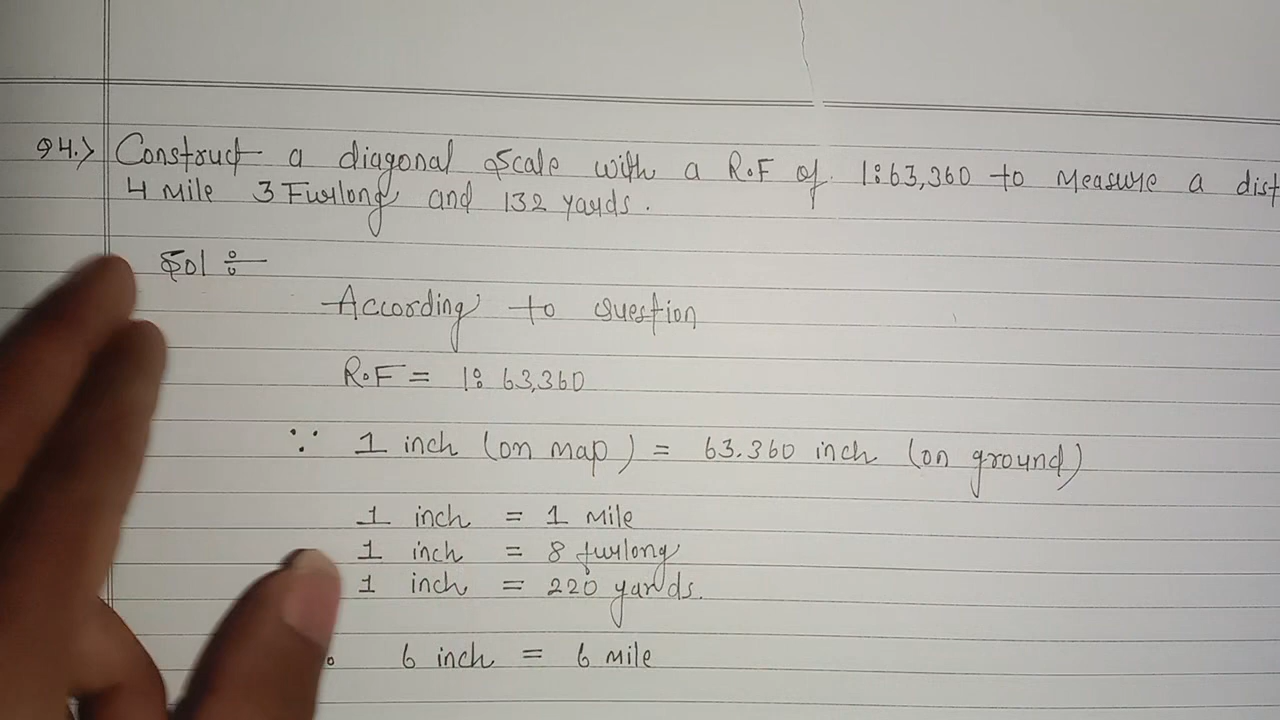 Q4.> Construct a diagonal Scale with a R.F of 1:63,360 to Measure a dist
4 Mile 3 Furlong and 132 yards.
Sol ÷
According to question
R.F = 1: 63,360
∵ 1 inch (on map) = 63.360 inch (on ground)
1 inch = 1 Mile
1 inch = 8 furlong
1 inch = 220 yards.
6 inch = 6 Mile